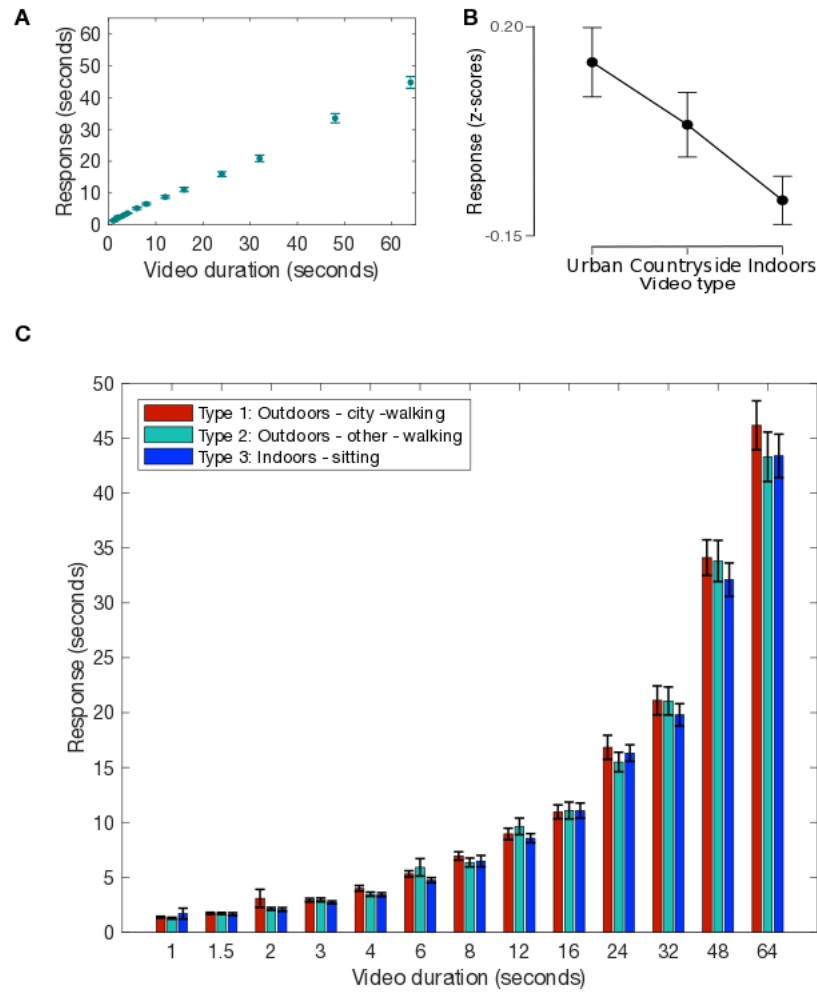 A
Response (seconds)
60
50
40
30
20
10
0
0 10 20 30 40 50 60
Video duration (seconds)
B
Response (z-scores)
0.20
-0.15
Urban Countryside Indoors
Video type
C
Response (seconds)
50
45
40
35
30
25
20
15
10
5
0
Type 1: Outdoors - city -walking
Type 2: Outdoors - other - walking
Type 3: Indoors - sitting
1 1.5 2 3 4 6 8 12 16 24 32 48 64
Video duration (seconds)